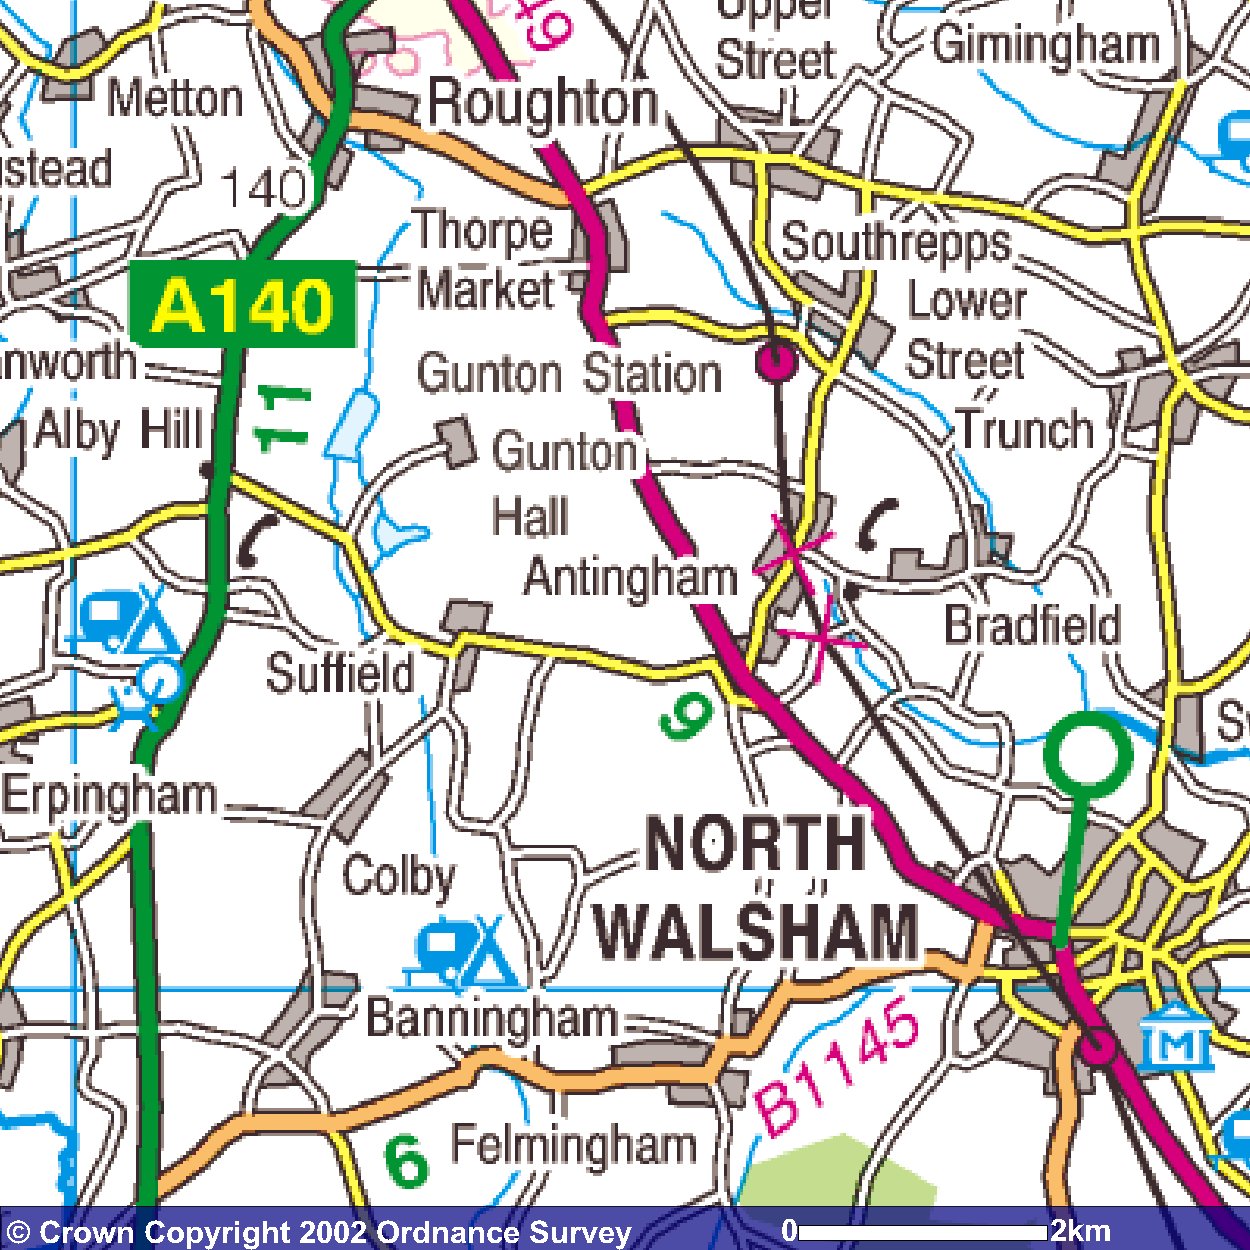 Upper
Street
Gimingham
Metton
Roughton
140
Thorpe
Market
Southrepps
A140
Lower
Street
Gunton Station
11
Alby Hill
Trunch
Gunton
Hall
Antingham
Bradfield
Suffield
9
Erpingham
NORTH
WALSHAM
Colby
Banningham
B1145
M
6
Felmingham
© Crown Copyright 2002 Ordnance Survey
0 2km